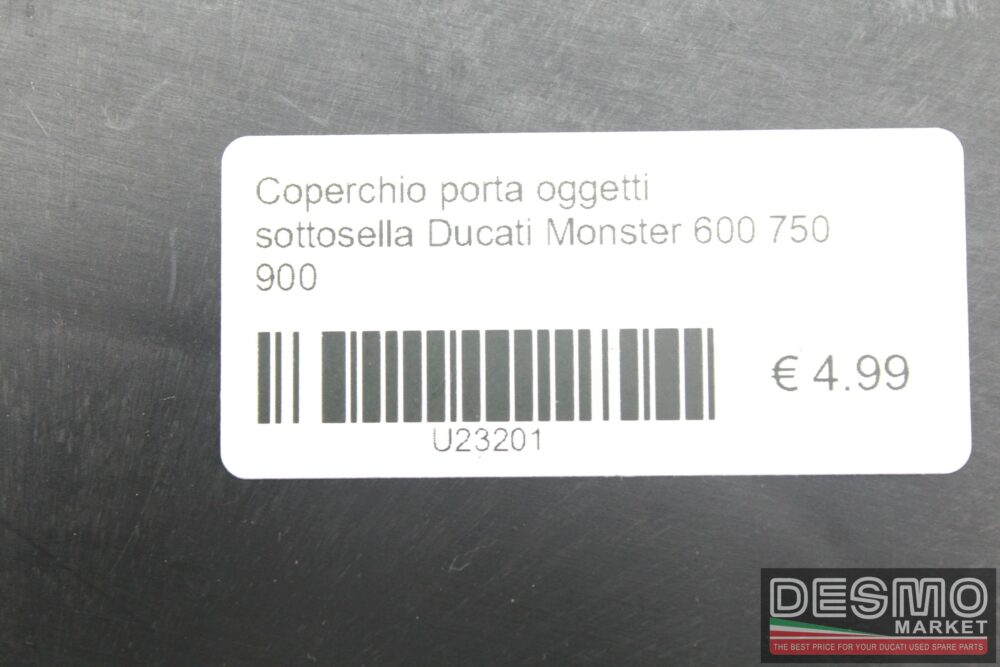 Coperchio porta oggetti
sottosella Ducati Monster 600 750
900
€ 4.99
U23201
DESMO
MARKET
THE BEST PRICE FOR YOUR DUCATI USED SPARE PARTS